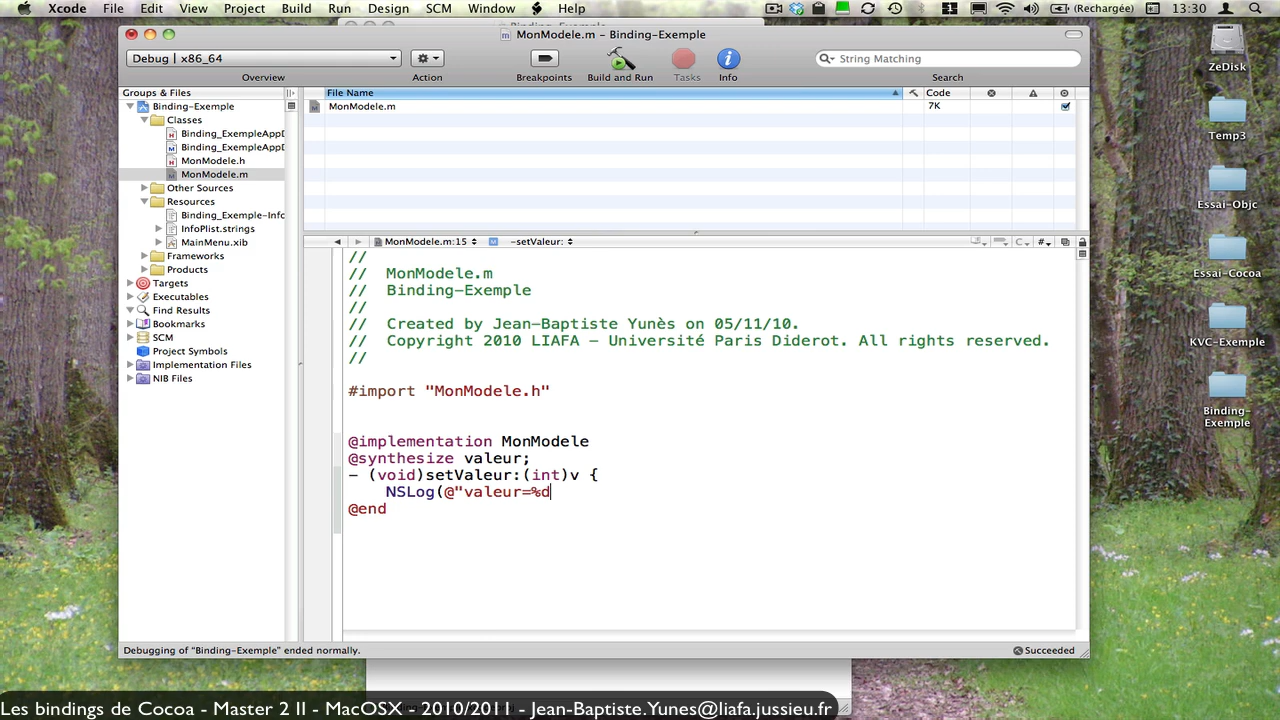 Xcode File Edit View Project Build Run Design SCM Window Help (Rechargée) 13:30
MonModele.m - Binding-Exemple
Debug | x86_64
String Matching
Overview Action Breakpoints Build and Run Tasks Info Search
Groups & Files
File Name
Code
MonModele.m
7K
Binding-Exemple
Classes
Binding_ExempleAppD
Binding_ExempleAppD
MonModele.h
MonModele.m
Other Sources
Resources
Binding_Exemple-Info
InfoPlist.strings
MainMenu.xib
Frameworks
Products
Targets
Executables
Find Results
Bookmarks
SCM
Project Symbols
Implementation Files
NIB Files
MonModele.m:15
-setValeur:
//
// MonModele.m
// Binding-Exemple
//
// Created by Jean-Baptiste Yunès on 05/11/10.
// Copyright 2010 LIAFA - Université Paris Diderot. All rights reserved.
//
#import "MonModele.h"
@implementation MonModele
@synthesize valeur;
- (void)setValeur:(int)v {
NSLog(@"valeur=%d
@end
Debugging of "Binding-Exemple" ended normally.
Succeeded
ZeDisk
Temp3
Essai-Objc
Essai-Cocoa
KVC-Exemple
Binding-
Exemple
Les bindings de Cocoa - Master 2 II - MacOSX - 2010/2011 - Jean-Baptiste.Yunes@liafa.jussieu.fr